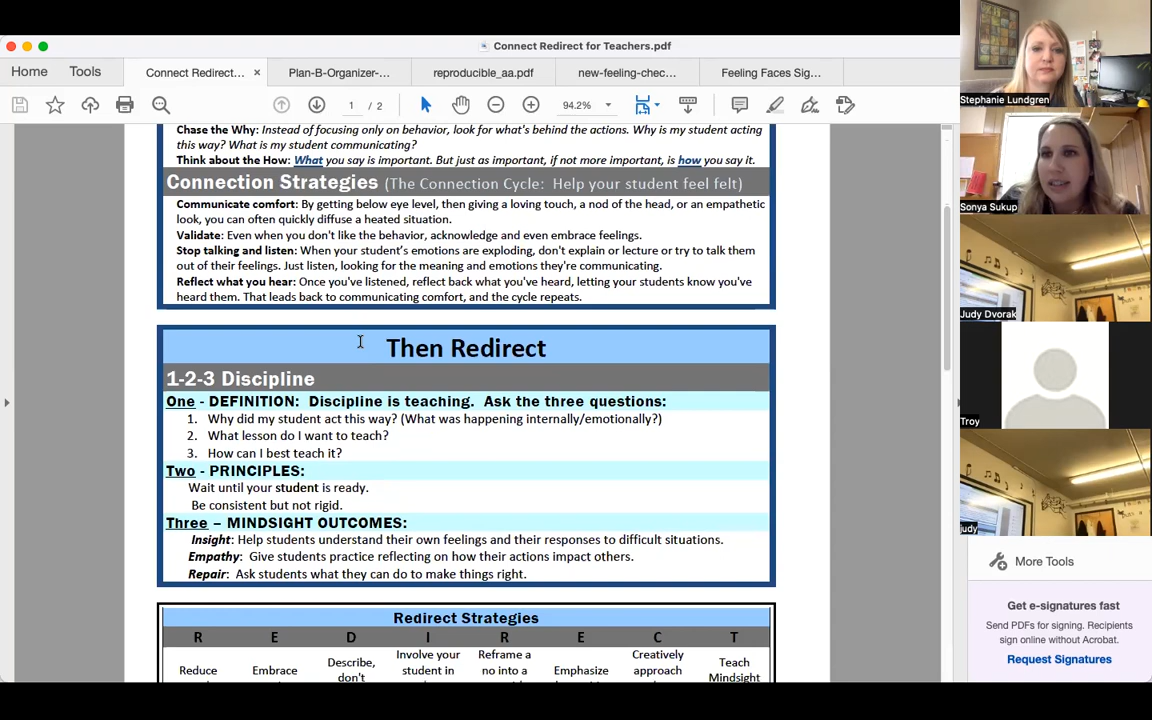 Connect Redirect for Teachers.pdf
Home
Tools
Connect Redirect...
×
Plan-B-Organizer-...
reproducible_aa.pdf
new-feeling-chec...
Feeling Faces Sig...
1 / 2
94.2%
Chase the Why: Instead of focusing only on behavior, look for what's behind the actions. Why is my student acting
this way? What is my student communicating?
Think about the How: What you say is important. But just as important, if not more important, is how you say it.
Connection Strategies (The Connection Cycle: Help your student feel felt)
Communicate comfort: By getting below eye level, then giving a loving touch, a nod of the head, or an empathetic
look, you can often quickly diffuse a heated situation.
Validate: Even when you don't like the behavior, acknowledge and even embrace feelings.
Stop talking and listen: When your student's emotions are exploding, don't explain or lecture or try to talk them
out of their feelings. Just listen, looking for the meaning and emotions they're communicating.
Reflect what you hear: Once you've listened, reflect back what you've heard, letting your students know you've
heard them. That leads back to communicating comfort, and the cycle repeats.
Then Redirect
1-2-3 Discipline
One - DEFINITION: Discipline is teaching. Ask the three questions:
1. Why did my student act this way? (What was happening internally/emotionally?)
2. What lesson do I want to teach?
3. How can I best teach it?
Two - PRINCIPLES:
Wait until your student is ready.
Be consistent but not rigid.
Three – MINDSIGHT OUTCOMES:
Insight: Help students understand their own feelings and their responses to difficult situations.
Empathy: Give students practice reflecting on how their actions impact others.
Repair: Ask students what they can do to make things right.
Redirect Strategies
R E D I R E C T
Reduce
Embrace
Describe,
don't
Involve your
student in
Reframe a
no into a
Emphasize
Creatively
approach
Teach
Mindsight
Stephanie Lundgren
Sonya Sukup
Judy Dvorak
Troy
judy
More Tools
Get e-signatures fast
Send PDFs for signing. Recipients
sign online without Acrobat.
Request Signatures